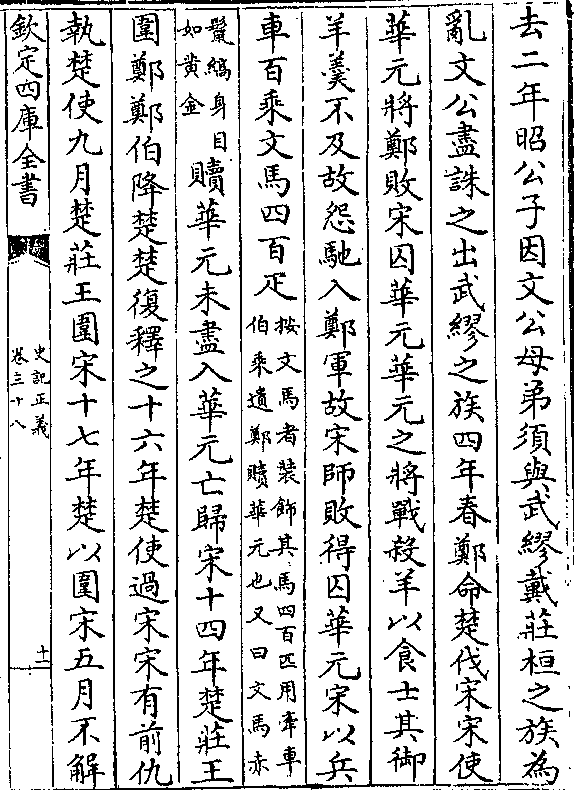 去二年昭公子因文公母弟須與武繆戴莊桓之族為
亂文公盡誅之出武繆之族四年春鄭命楚伐宋宋使
華元將鄭敗宋囚華元華元之將戰殺羊以食士其御
羊羹不及故怨馳入鄭軍故宋師敗得囚華元宋以兵
車百乘文馬四百疋
按文馬者裝飾其馬四百匹用牽車
伯乘遺鄭贖華元也又曰文馬赤
鬛縞身目
如黄金
贖華元未盡入華元亡歸宋十四年楚莊王
圍鄭鄭伯降楚楚復釋之十六年楚使過宋宋有前仇
執楚使九月楚莊王圍宋十七年楚以圍宋五月不解
欽定四庫全書
史記正義
卷三十八
十二